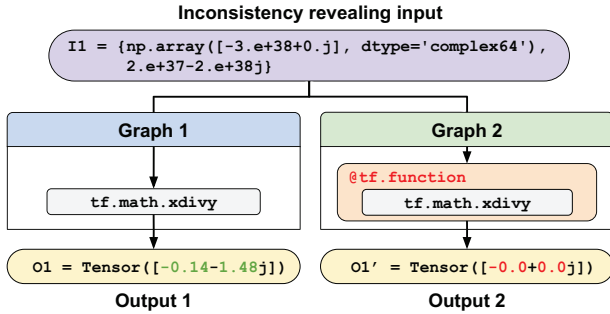 Inconsistency revealing input
I1 = {np.array([-3.e+38+0.j], dtype='complex64'),
2.e+37-2.e+38j}
Graph 1
Graph 2
@tf.function
tf.math.xdivy
tf.math.xdivy
O1 = Tensor([-0.14-1.48j])
O1’ = Tensor([-0.0+0.0j])
Output 1
Output 2